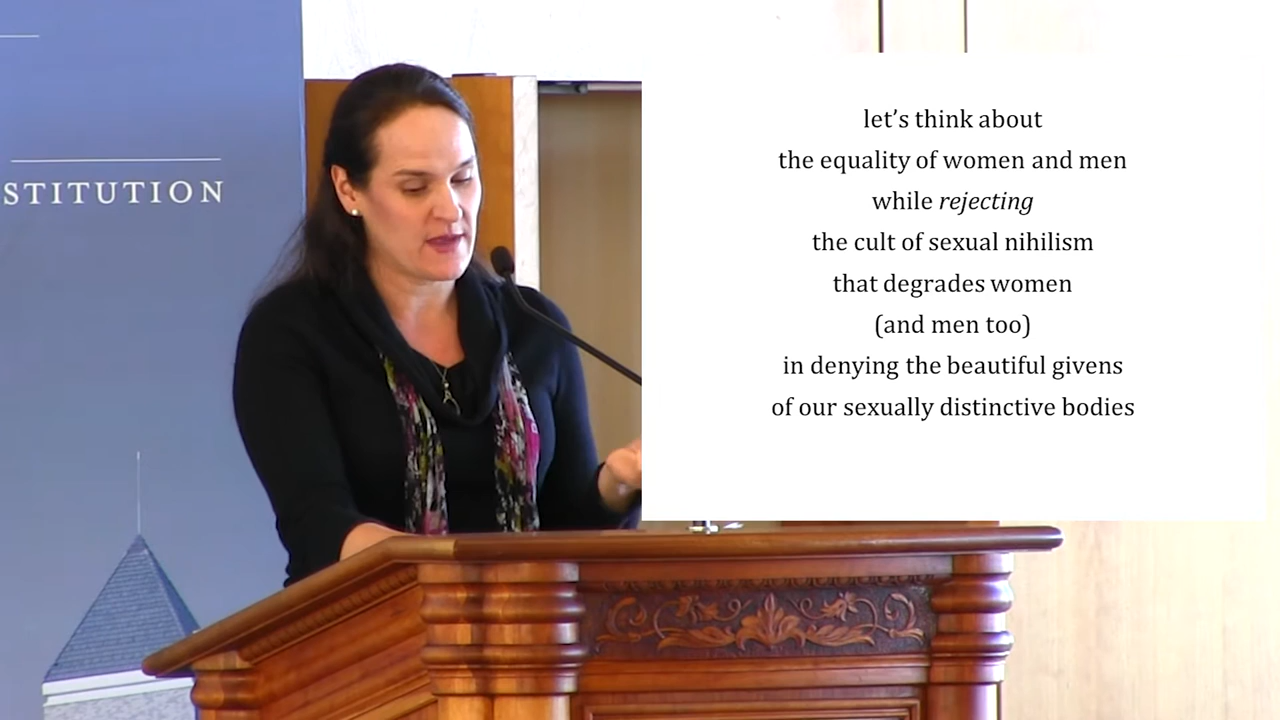 STITUTION
let’s think about
the equality of women and men
while rejecting
the cult of sexual nihilism
that degrades women
(and men too)
in denying the beautiful givens
of our sexually distinctive bodies